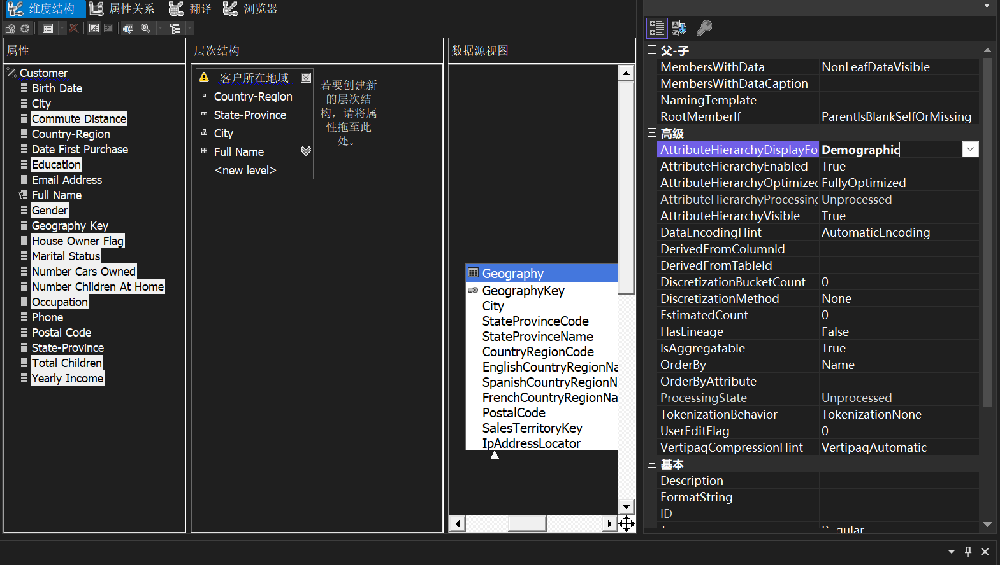 维度结构 属性关系 翻译 浏览器
属性
Customer
Birth Date
City
Commute Distance
Country-Region
Date First Purchase
Education
Email Address
Full Name
Gender
Geography Key
House Owner Flag
Marital Status
Number Cars Owned
Number Children At Home
Occupation
Phone
Postal Code
State-Province
Total Children
Yearly Income
层次结构
客户所在地域
Country-Region
State-Province
City
Full Name
<new level>
若要创建新
的层次结
构，请将属
性拖至此
处。
数据源视图
Geography
GeographyKey
City
StateProvinceCode
StateProvinceName
CountryRegionCode
EnglishCountryRegionNa
SpanishCountryRegionN
FrenchCountryRegionNa
PostalCode
SalesTerritoryKey
IpAddressLocator
父-子
MembersWithData NonLeafDataVisible
MembersWithDataCaption
NamingTemplate
RootMemberIf ParentIsBlankSelfOrMissing
高级
AttributeHierarchyDisplayFo Demographic
AttributeHierarchyEnabled True
AttributeHierarchyOptimized FullyOptimized
AttributeHierarchyProcessing Unprocessed
AttributeHierarchyVisible True
DataEncodingHint AutomaticEncoding
DerivedFromColumnId
DerivedFromTableId
DiscretizationBucketCount 0
DiscretizationMethod None
EstimatedCount 0
HasLineage False
IsAggregatable True
OrderBy Name
OrderByAttribute
ProcessingState Unprocessed
TokenizationBehavior TokenizationNone
UserEditFlag 0
VertipaqCompressionHint VertipaqAutomatic
基本
Description
FormatString
ID
Regular